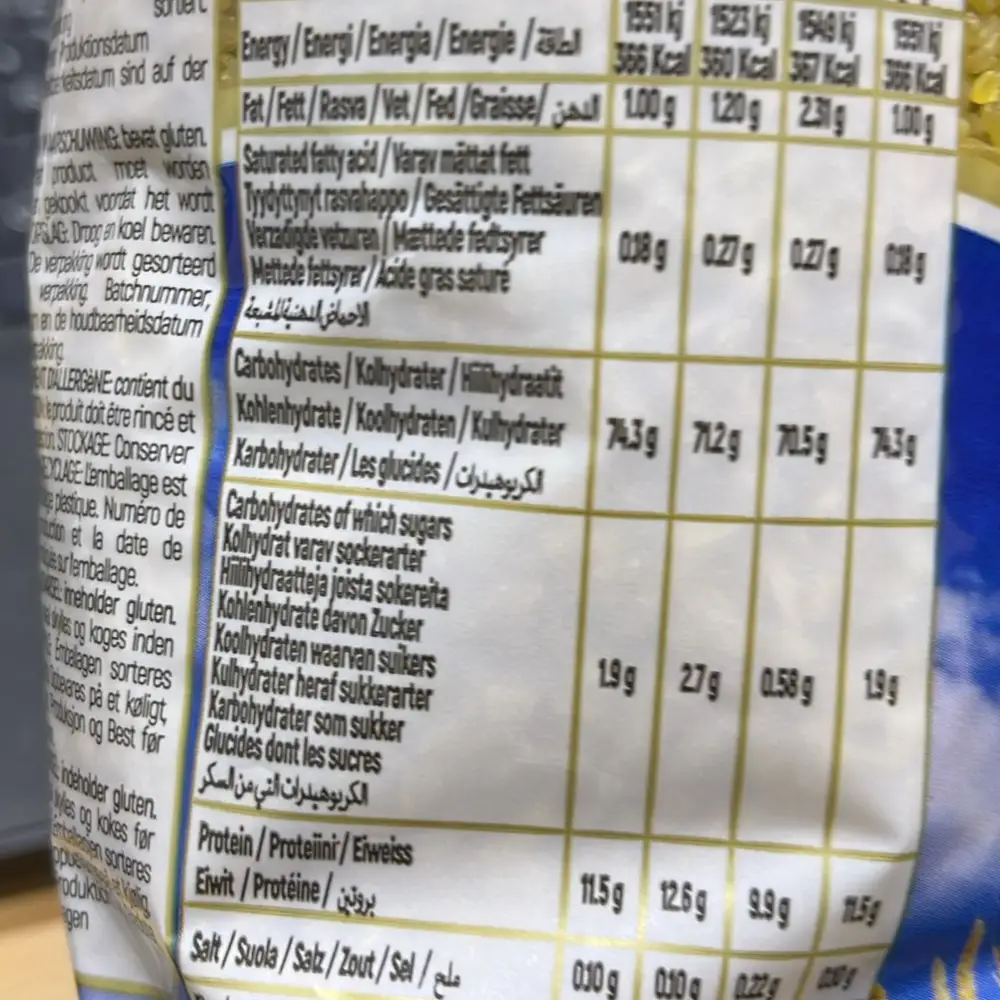 sortiert.
Produktionsdatum
sind auf der
bevat gluten.
product moet worden
gekookt, voordat het wordt
Droog en koel bewaren.
De verpakking wordt gesorteerd
verpakking. Batchnummer,
en de houdbaarheidsdatum
contient du
produit doit être rincé et
STOCKAGE: Conserver
L'emballage est
plastique. Numéro de
et la date de
sur l'emballage.
inneholder gluten.
og koges inden
Emballagen sorteres
på et køligt,
og Best før
indeholder gluten.
og kokes før
sorteres
Energy / Energi / Energia / Energie / الطاقة 1551 kj 1523 kj 1549 kj 1551 kj
366 Kcal 360 Kcal 367 Kcal 366 Kcal
Fat / Fett / Rasva / Vet / Fed / Graisse / الدهن 1.00 g 1.20 g 2.31 g 1.00 g
Saturated fatty acid / Varav mättat fett
Tyydyttynyt rasvahappo / Gesättigte Fettsäuren
Verzadigde vetzuren / Mættede fedtsyrer
Mettede fettsyrer / Acide gras saturé
الاحماض الدهنية المشبعة
0.18 g 0.27 g 0.27 g 0.18 g
Carbohydrates / Kolhydrater / Hiilihydraatit
Kohlenhydrate / Koolhydraten / Kulhydrater
Karbohydrater / Les glucides / الكربوهيدرات
74.3 g 71.2 g 70.5 g 74.3 g
Carbohydrates of which sugars
Kolhydrat varav sockerarter
Hiilihydraatteja joista sokereita
Kohlenhydrate davon Zucker
Koolhydraten waarvan suikers
Kulhydrater heraf sukkerarter
Karbohydrater som sukker
Glucides dont les sucres
الكربوهيدرات التي من السكر
1.9 g 2.7 g 0.58 g 1.9 g
Protein / Proteiini / Eiweiss
Eiwit / Protéine / بروتين
11.5 g 12.6 g 9.9 g 11.5 g
Salt / Suola / Salz / Zout / Sel / ملح 0.10 g 0.10 g 0.22 g 0.10 g